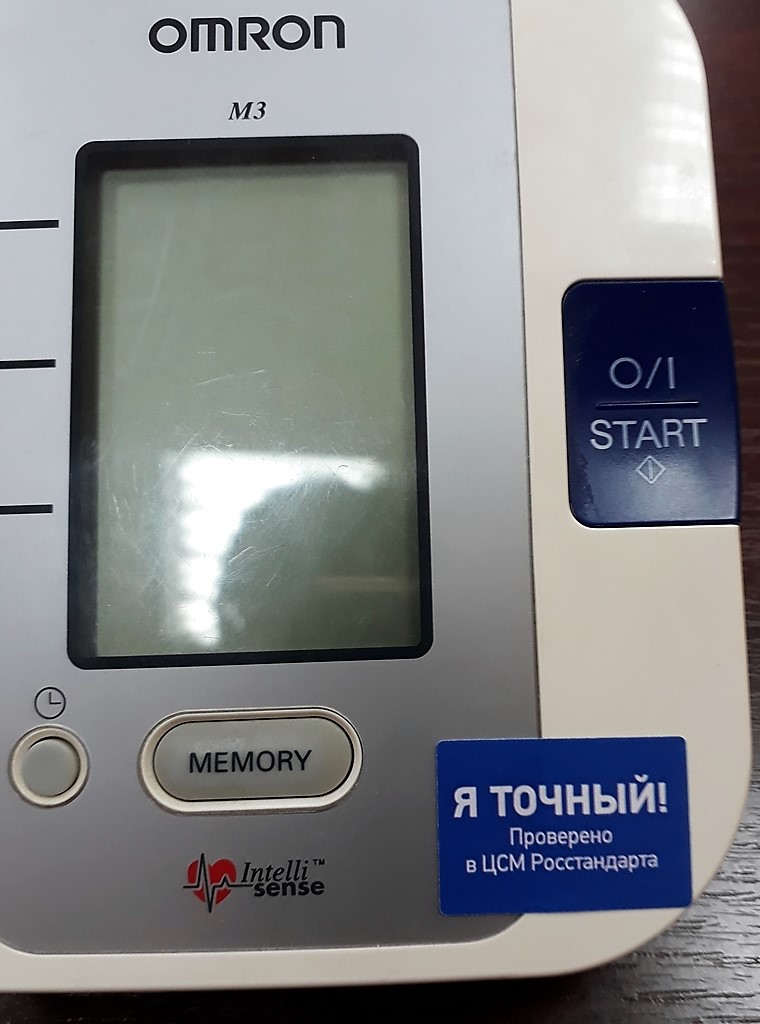 OMRON
M3
O/I
START
MEMORY
Я ТОЧНЫЙ!
Проверено
в ЦСМ Росстандарта
Intelli™
sense